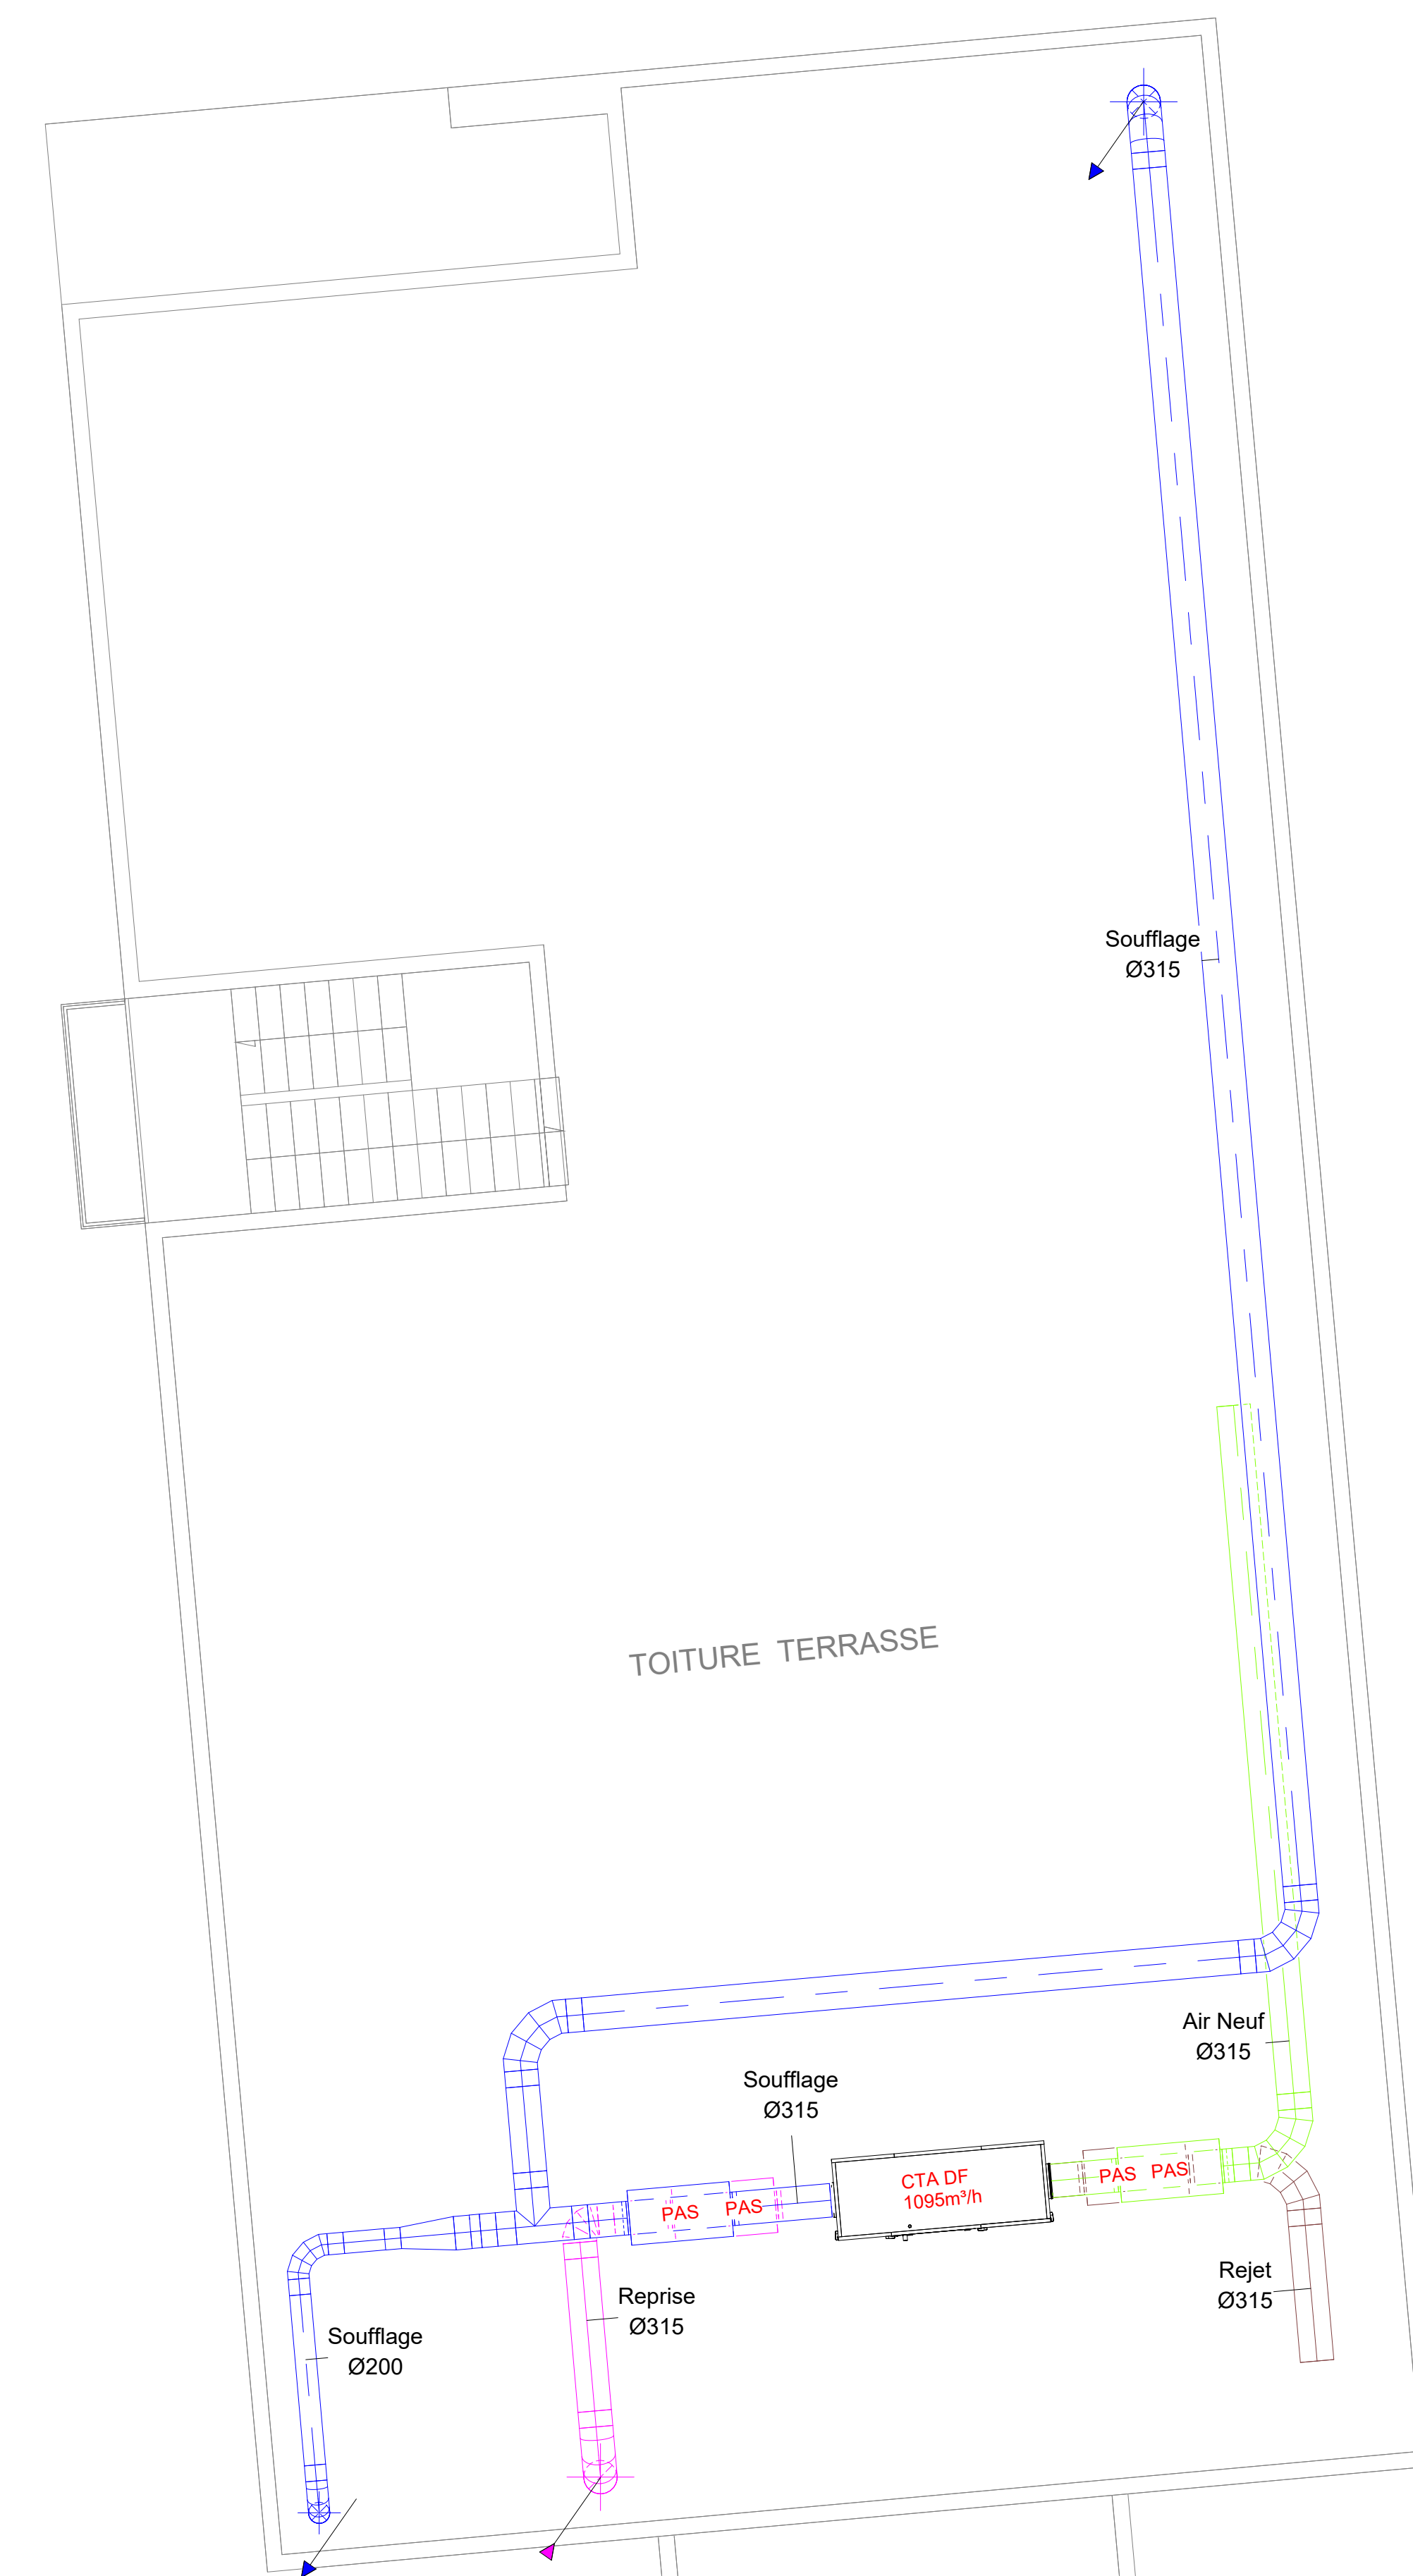 Soufflage
Ø315
TOITURE TERRASSE
Air Neuf
Ø315
Soufflage
Ø315
CTA DF
1095m³/h
PAS PAS
PAS PAS
Rejet
Ø315
Reprise
Ø315
Soufflage
Ø200